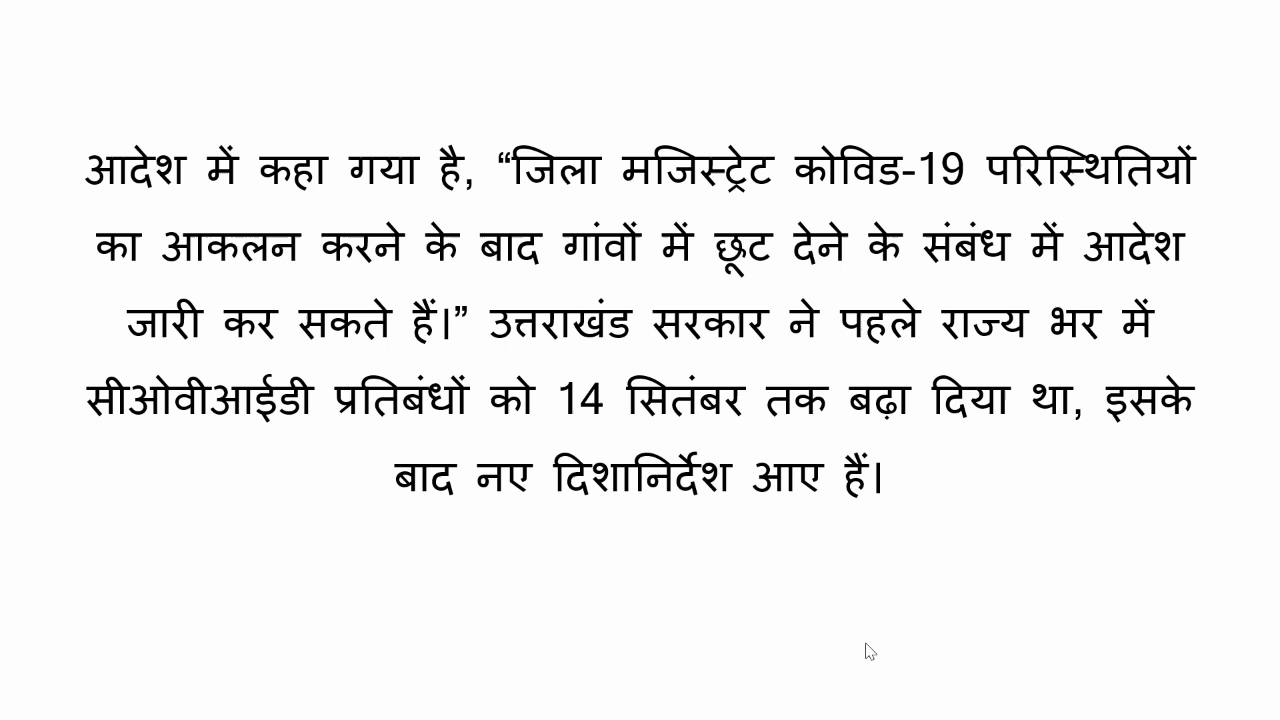 आदेश में कहा गया है, “जिला मजिस्ट्रेट कोविड-19 परिस्थितियों
का आकलन करने के बाद गांवों में छूट देने के संबंध में आदेश
जारी कर सकते हैं।” उत्तराखंड सरकार ने पहले राज्य भर में
सीओवीआईडी प्रतिबंधों को 14 सितंबर तक बढ़ा दिया था, इसके
बाद नए दिशानिर्देश आए हैं।